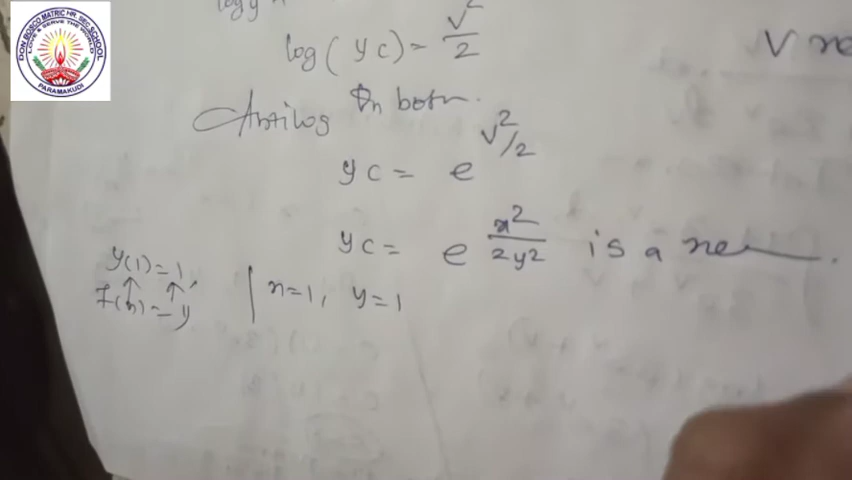 DON BOSCO MATRIC HR. SEC SCHOOL
LOVE & SERVE THE WORLD
PARAMAKUDI
log y
V
log(yc) = v²/2
Antilog on both.
yc = e^(v²/2)
yc = e^(x²/2y²) is a
y(1)=1,
f(x)=y
x=1, y=1